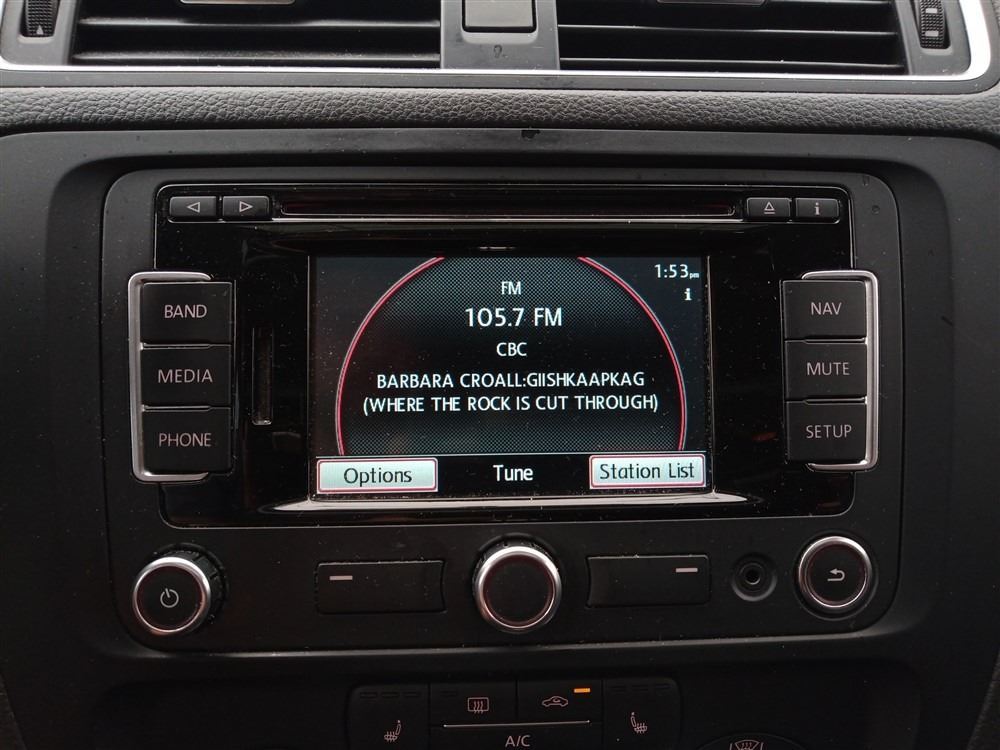 BAND
MEDIA
PHONE
FM
105.7 FM
CBC
BARBARA CROALL:GIISHKAAPKAG
(WHERE THE ROCK IS CUT THROUGH)
1:53pm
i
Options
Tune
Station List
i
NAV
MUTE
SETUP
A/C